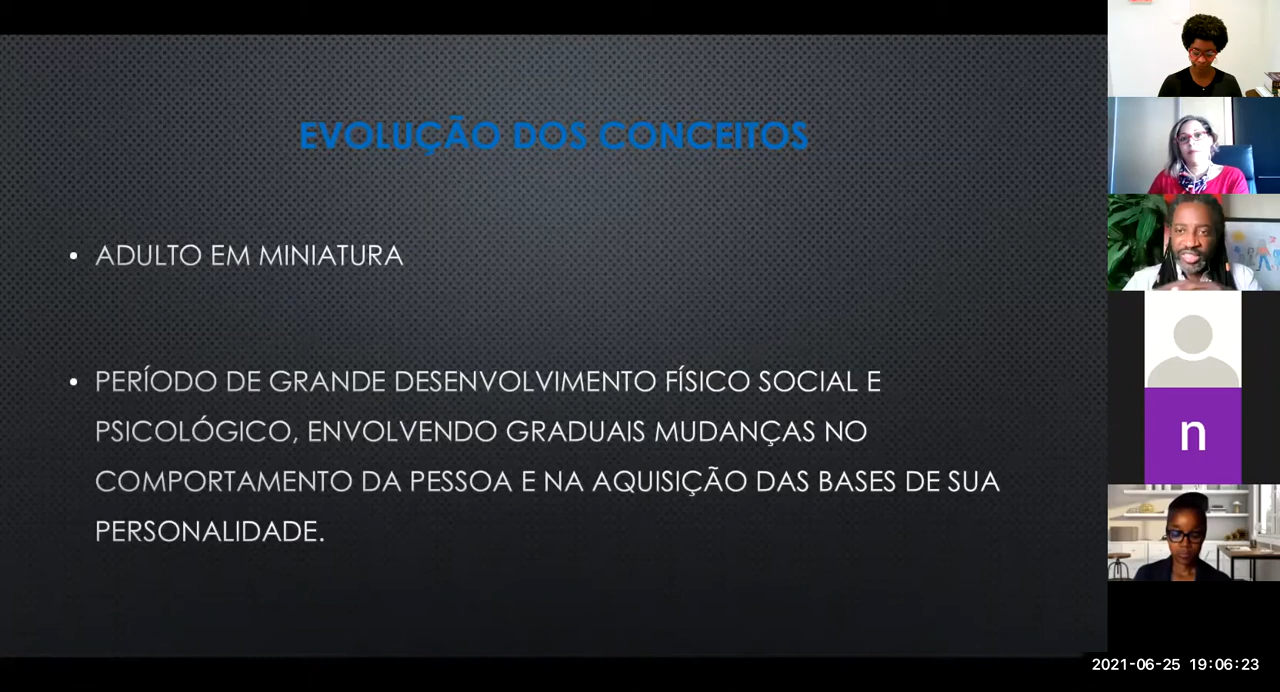 EVOLUÇÃO DOS CONCEITOS
• ADULTO EM MINIATURA
• PERÍODO DE GRANDE DESENVOLVIMENTO FÍSICO SOCIAL E
PSICOLÓGICO, ENVOLVENDO GRADUAIS MUDANÇAS NO
COMPORTAMENTO DA PESSOA E NA AQUISIÇÃO DAS BASES DE SUA
PERSONALIDADE.
n
2021-06-25 19:06:23